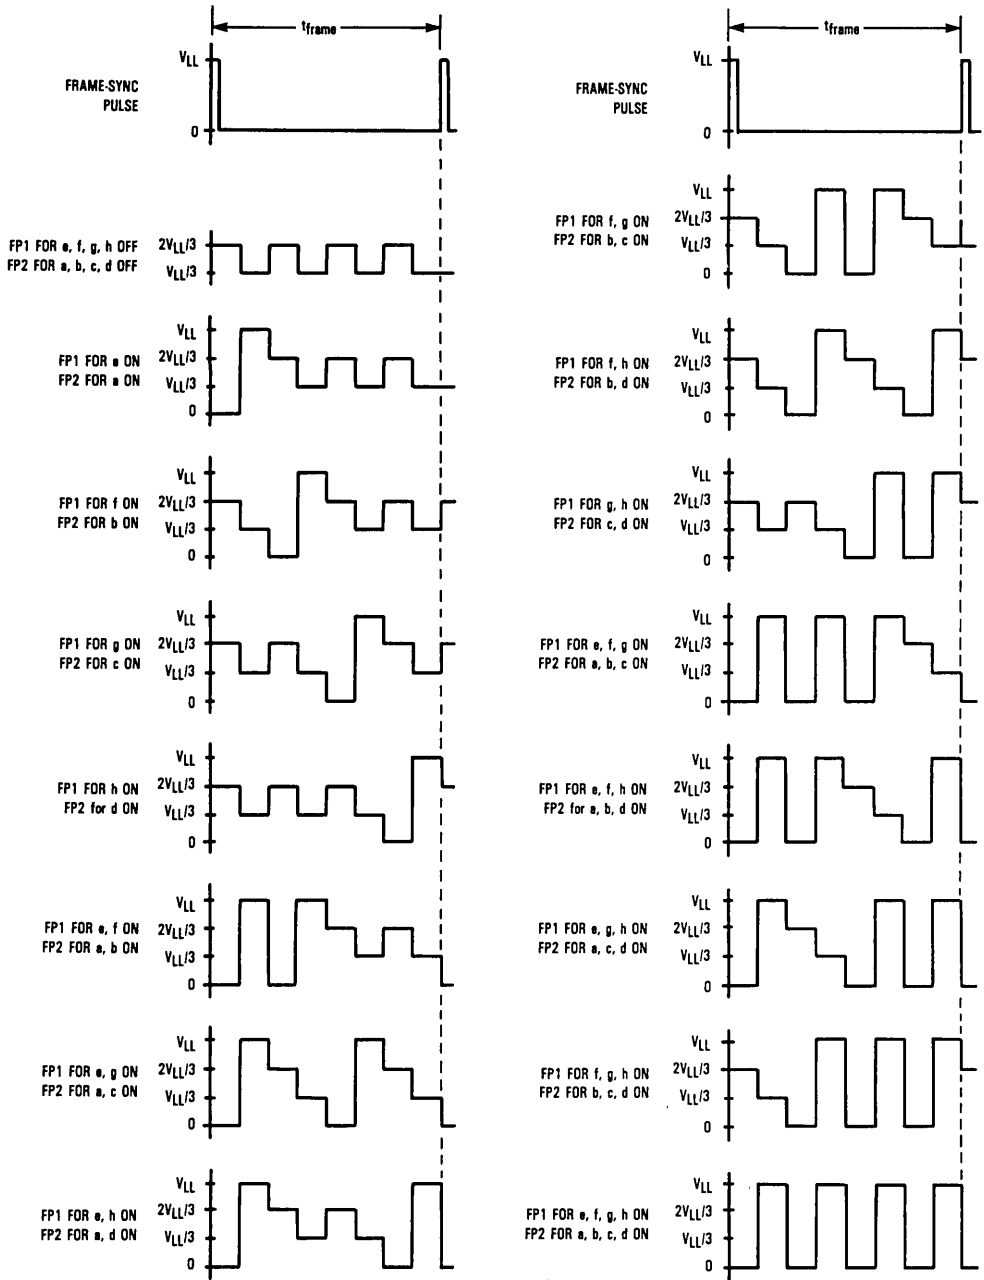 tframe
VLL
FRAME-SYNC
PULSE
0
FP1 FOR e, f, g, h OFF
FP2 FOR a, b, c, d OFF
2VLL/3
VLL/3
FP1 FOR e ON
FP2 FOR a ON
VLL
2VLL/3
VLL/3
0
FP1 FOR f ON
FP2 FOR b ON
VLL
2VLL/3
VLL/3
0
FP1 FOR g ON
FP2 FOR c ON
VLL
2VLL/3
VLL/3
0
FP1 FOR h ON
FP2 for d ON
VLL
2VLL/3
VLL/3
0
FP1 FOR e, f ON
FP2 FOR a, b ON
VLL
2VLL/3
VLL/3
0
FP1 FOR e, g ON
FP2 FOR a, c ON
VLL
2VLL/3
VLL/3
0
FP1 FOR e, h ON
FP2 FOR a, d ON
VLL
2VLL/3
VLL/3
0
tframe
VLL
FRAME-SYNC
PULSE
0
FP1 FOR f, g ON
FP2 FOR b, c ON
VLL
2VLL/3
VLL/3
0
FP1 FOR f, h ON
FP2 FOR b, d ON
VLL
2VLL/3
VLL/3
0
FP1 FOR g, h ON
FP2 FOR c, d ON
VLL
2VLL/3
VLL/3
0
FP1 FOR e, f, g ON
FP2 FOR a, b, c ON
VLL
2VLL/3
VLL/3
0
FP1 FOR e, f, h ON
FP2 for a, b, d ON
VLL
2VLL/3
VLL/3
0
FP1 FOR e, g, h ON
FP2 FOR a, c, d ON
VLL
2VLL/3
VLL/3
0
FP1 FOR f, g, h ON
FP2 FOR b, c, d ON
VLL
2VLL/3
VLL/3
0
FP1 FOR e, f, g, h ON
FP2 FOR a, b, c, d ON
VLL
2VLL/3
VLL/3
0